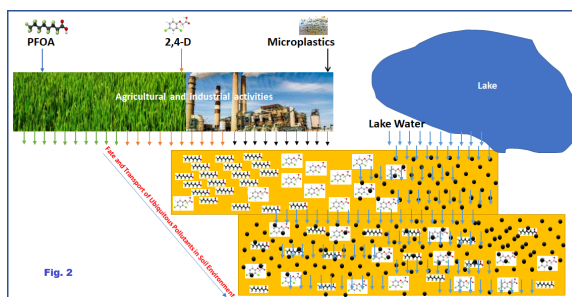 PFOA
2,4-D
Microplastics
Agricultural and industrial activities
Lake
Lake Water
Fate and Transport of Ubiquitous Pollutants in Soil Environment
Fig. 2